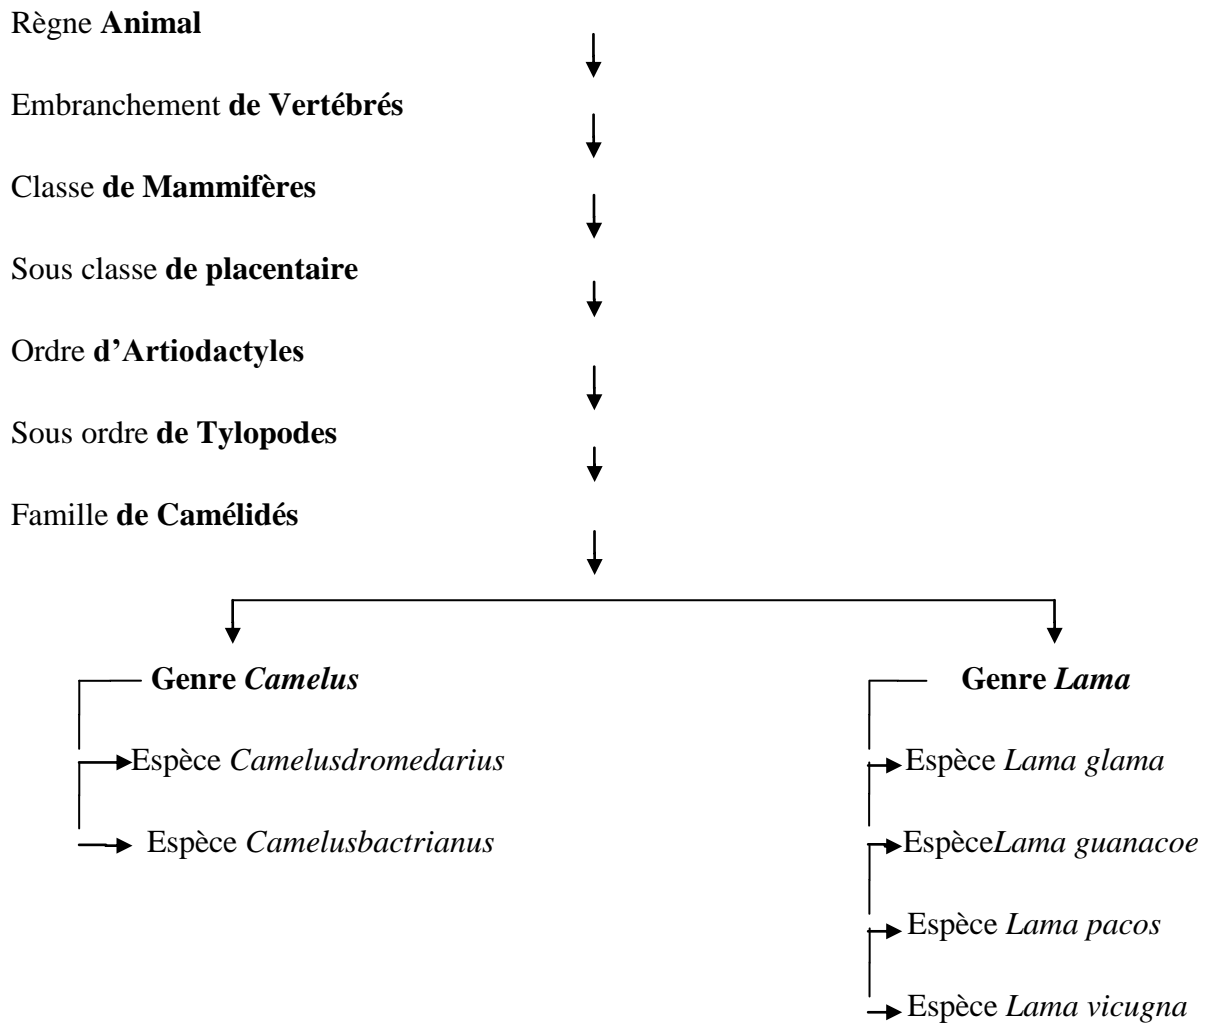 Règne Animal
Embranchement de Vertébrés
Classe de Mammifères
Sous classe de placentaire
Ordre d’Artiodactyles
Sous ordre de Tylopodes
Famille de Camélidés
Genre Camelus
Espèce Camelusdromedarius
Espèce Camelusbactrianus
Genre Lama
Espèce Lama glama
EspèceLama guanacoe
Espèce Lama pacos
Espèce Lama vicugna